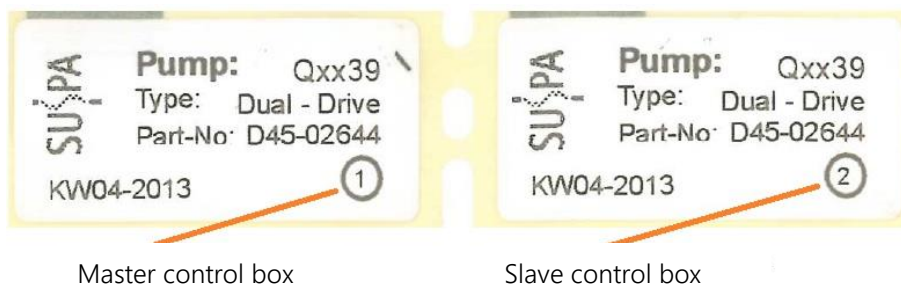 SUSPA
Pump: Qxx39
Type: Dual - Drive
Part-No: D45-02644
KW04-2013 1
SUSPA
Pump: Qxx39
Type: Dual - Drive
Part-No: D45-02644
KW04-2013 2
Master control box
Slave control box